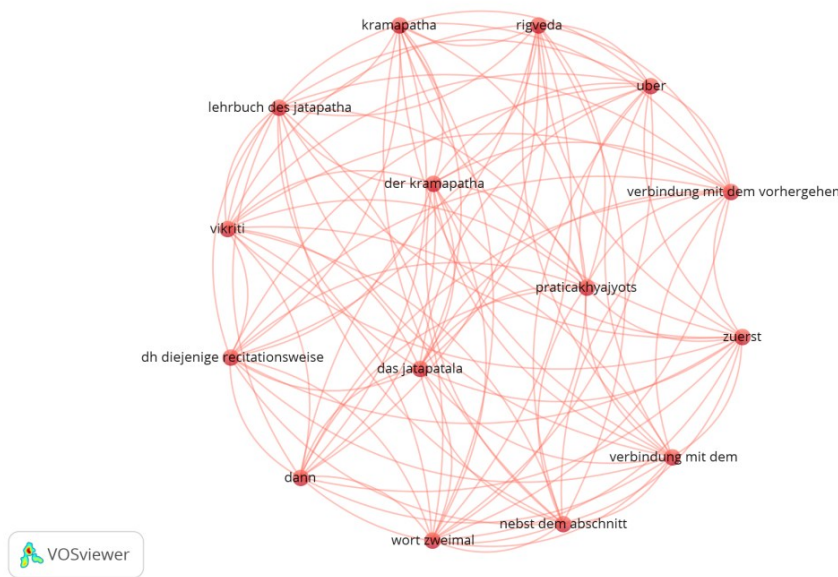 kramapatha
rigveda
uber
lehrbuch des jatapatha
der kramapatha
verbindung mit dem vorhergehen
vikriti
praticakhyajyots
zuerst
dh diejenige recitationsweise
das jatapatala
verbindung mit dem
dann
nebst dem abschnitt
wort zweimal
VOSviewer